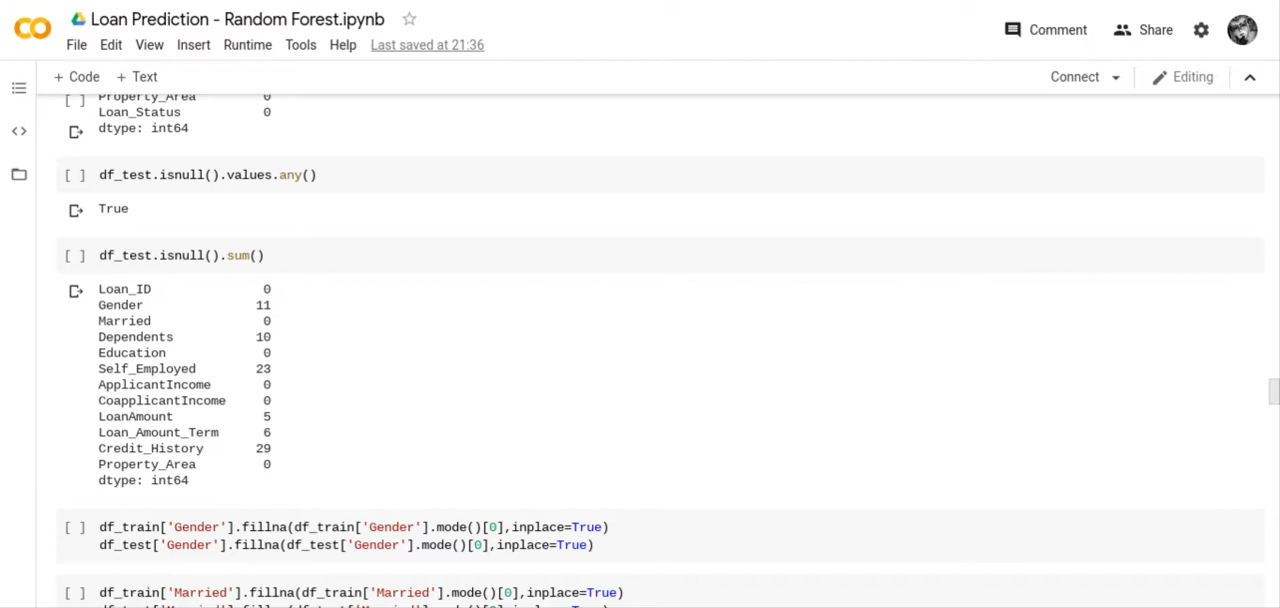 Loan Prediction - Random Forest.ipynb
File Edit View Insert Runtime Tools Help Last saved at 21:36
Comment Share
+ Code + Text
Connect Editing
[ ] Property_Area 0
Loan_Status 0
dtype: int64
[ ] df_test.isnull().values.any()
True
[ ] df_test.isnull().sum()
Loan_ID 0
Gender 11
Married 0
Dependents 10
Education 0
Self_Employed 23
ApplicantIncome 0
CoapplicantIncome 0
LoanAmount 5
Loan_Amount_Term 6
Credit_History 29
Property_Area 0
dtype: int64
[ ] df_train['Gender'].fillna(df_train['Gender'].mode()[0],inplace=True)
df_test['Gender'].fillna(df_test['Gender'].mode()[0],inplace=True)
[ ] df_train['Married'].fillna(df_train['Married'].mode()[0],inplace=True)